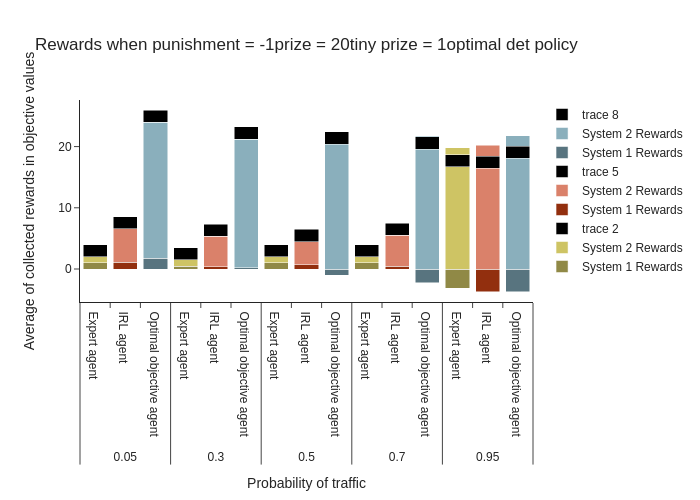 Rewards when punishment = -1prize = 20tiny prize = 1optimal det policy
Average of collected rewards in objective values
20
10
0
trace 8
System 2 Rewards
System 1 Rewards
trace 5
System 2 Rewards
System 1 Rewards
trace 2
System 2 Rewards
System 1 Rewards
Expert agent
IRL agent
Optimal objective agent
Expert agent
IRL agent
Optimal objective agent
Expert agent
IRL agent
Optimal objective agent
Expert agent
IRL agent
Optimal objective agent
Expert agent
IRL agent
Optimal objective agent
0.05
0.3
0.5
0.7
0.95
Probability of traffic